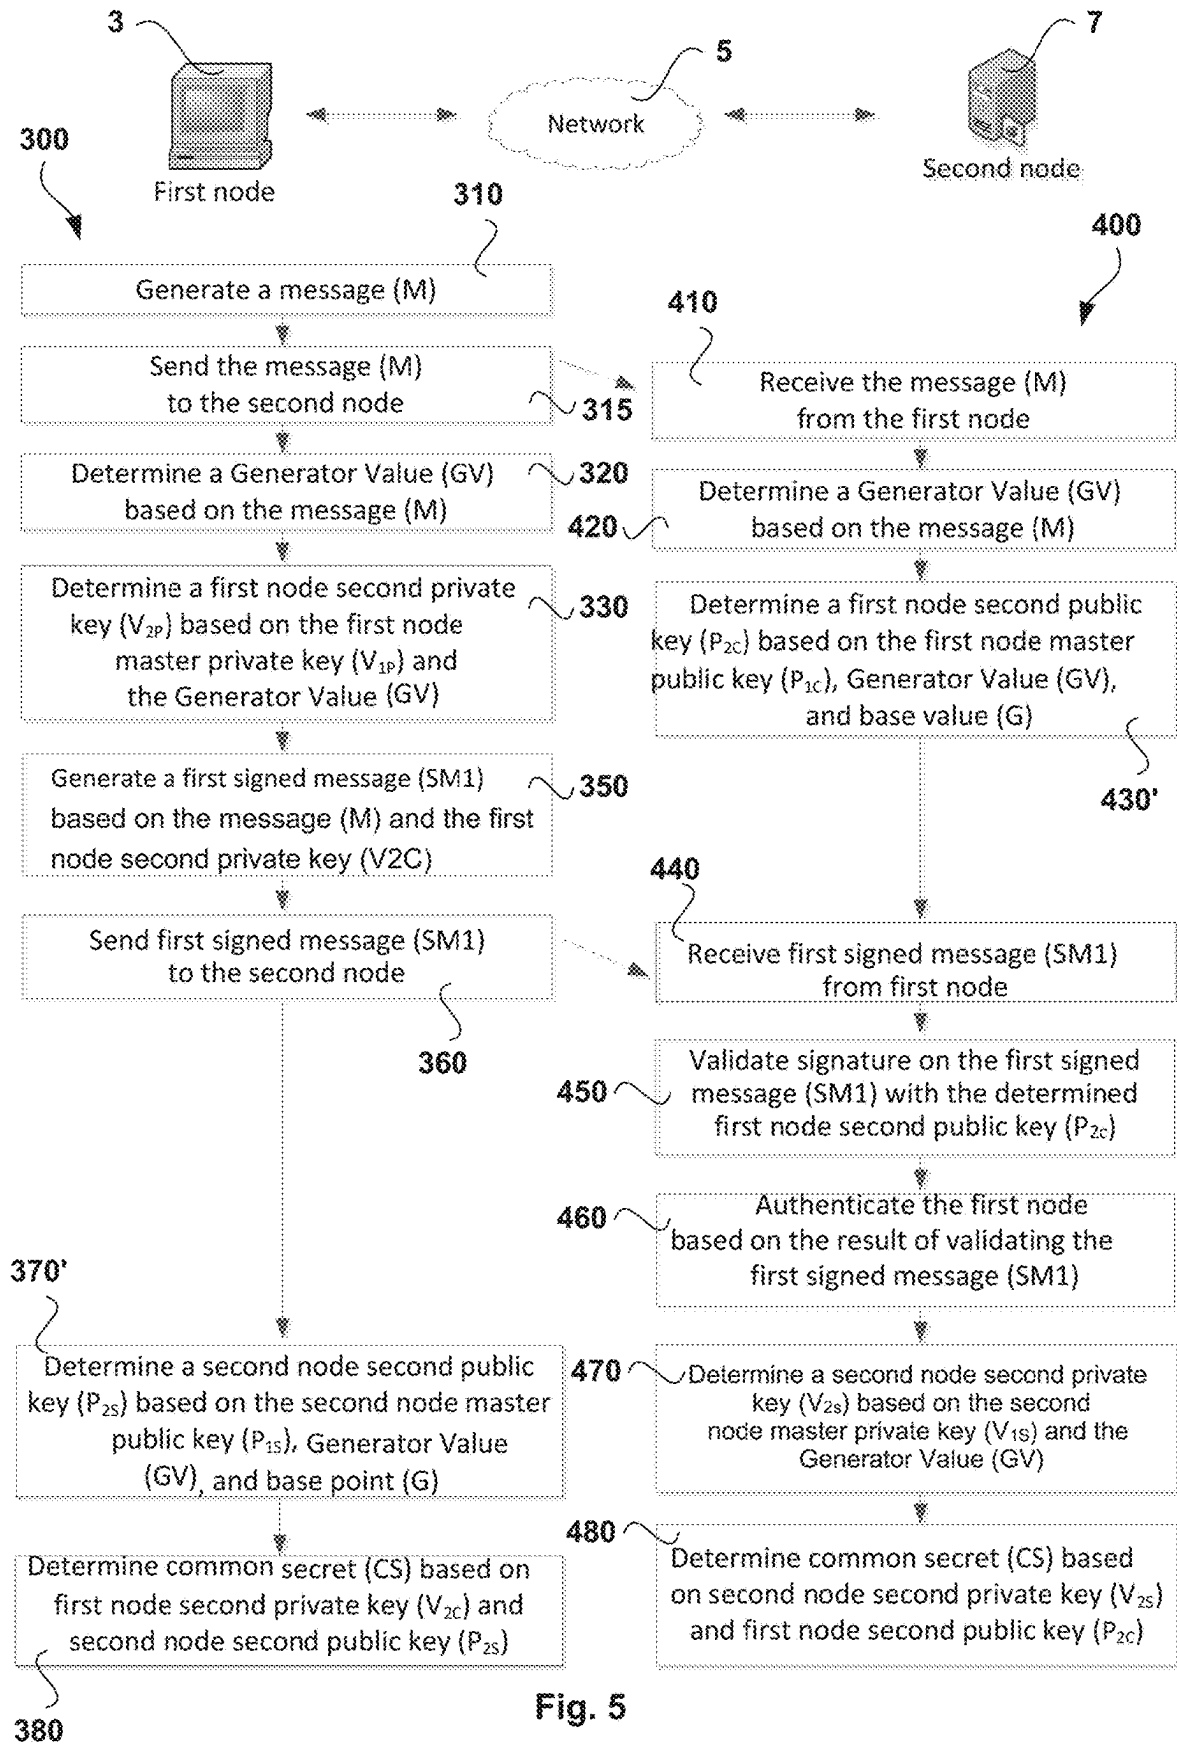 3
5
7
Network
300
First node
Second node
310
400
Generate a message (M)
410
Send the message (M)
to the second node
315
Receive the message (M)
from the first node
Determine a Generator Value (GV)
based on the message (M)
320
Determine a Generator Value (GV)
based on the message (M)
420
Determine a first node second private
key (V2P) based on the first node
master private key (V1P) and
the Generator Value (GV)
330
Determine a first node second public
key (P2C) based on the first node master
public key (P1C), Generator Value (GV),
and base value (G)
430'
Generate a first signed message (SM1)
based on the message (M) and the first
node second private key (V2C)
350
440
Send first signed message (SM1)
to the second node
360
Receive first signed message (SM1)
from first node
Validate signature on the first signed
message (SM1) with the determined
first node second public key (P2c)
450
Authenticate the first node
based on the result of validating the
first signed message (SM1)
460
370'
Determine a second node second public
key (P2S) based on the second node master
public key (P1S), Generator Value
(GV), and base point (G)
470
Determine a second node second private
key (V2s) based on the second
node master private key (V1S) and the
Generator Value (GV)
480
Determine common secret (CS) based on
first node second private key (V2C) and
second node second public key (P2S)
380
Determine common secret (CS) based
on second node second private key (V2S)
and first node second public key (P2C)
Fig. 5